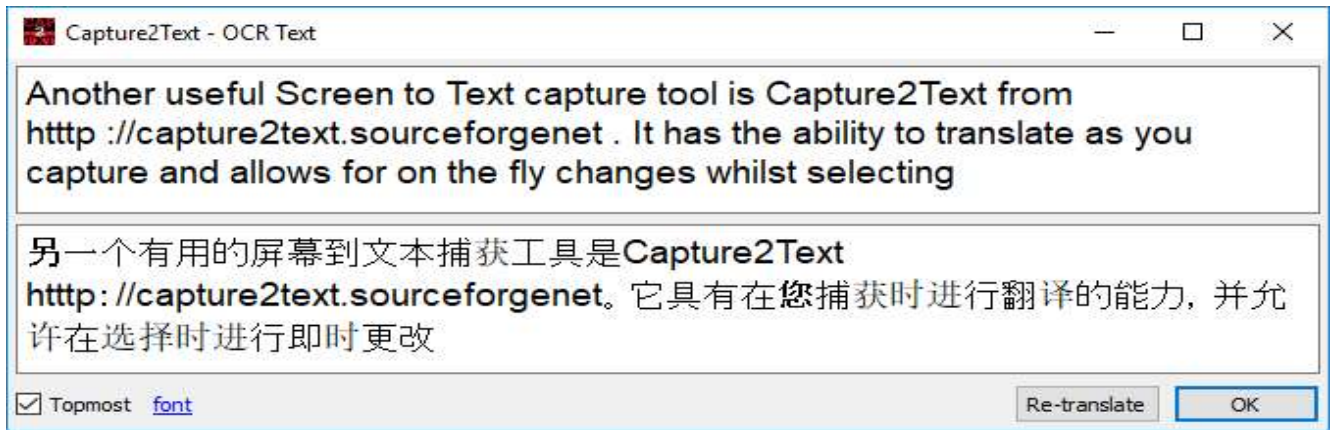 Capture2Text - OCR Text
Another useful Screen to Text capture tool is Capture2Text from
htttp ://capture2text.sourceforgenet . It has the ability to translate as you
capture and allows for on the fly changes whilst selecting
另一个有用的屏幕到文本捕获工具是Capture2Text
htttp: //capture2text.sourceforgenet。它具有在您捕获时进行翻译的能力, 并允
许在选择时进行即时更改
Topmost font Re-translate OK